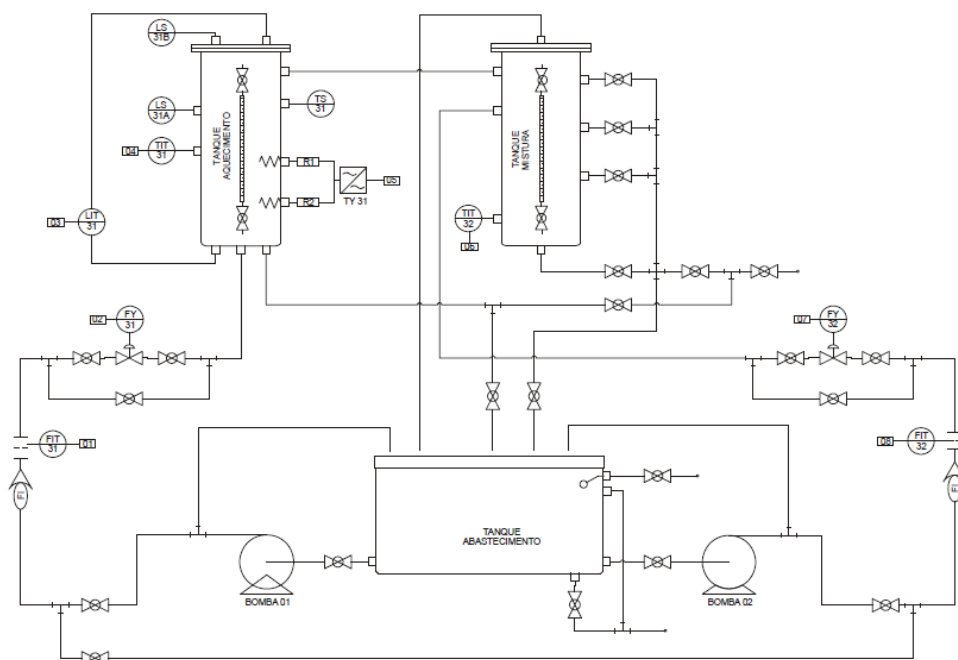 LS
31B
LS
31A
TIT
31
04
LIT
31
03
TANQUE
AQUECIMENTO
TS
31
R1
R2
TY 31
05
TANQUE
MISTURA
TIT
32
06
02
FY
31
07
FY
32
FIT
31
01
08
FIT
32
FI
FI
TANQUE
ABASTECIMENTO
BOMBA 01
BOMBA 02